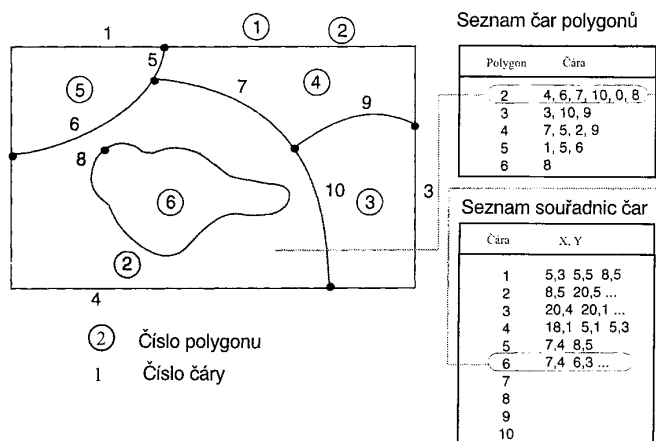 1
1
2
5
5
4
7
9
6
8
6
10
3
3
2
4
2 Číslo polygonu
1 Číslo čáry
Seznam čar polygonů
Polygon Čára
2 4, 6, 7, 10, 0, 8
3 3, 10, 9
4 7, 5, 2, 9
5 1, 5, 6
6 8
Seznam souřadnic čar
Čára X, Y
1 5,3 5,5 8,5
2 8,5 20,5 ...
3 20,4 20,1 ...
4 18,1 5,1 5,3
5 7,4 8,5
6 7,4 6,3 ...
7
8
9
10